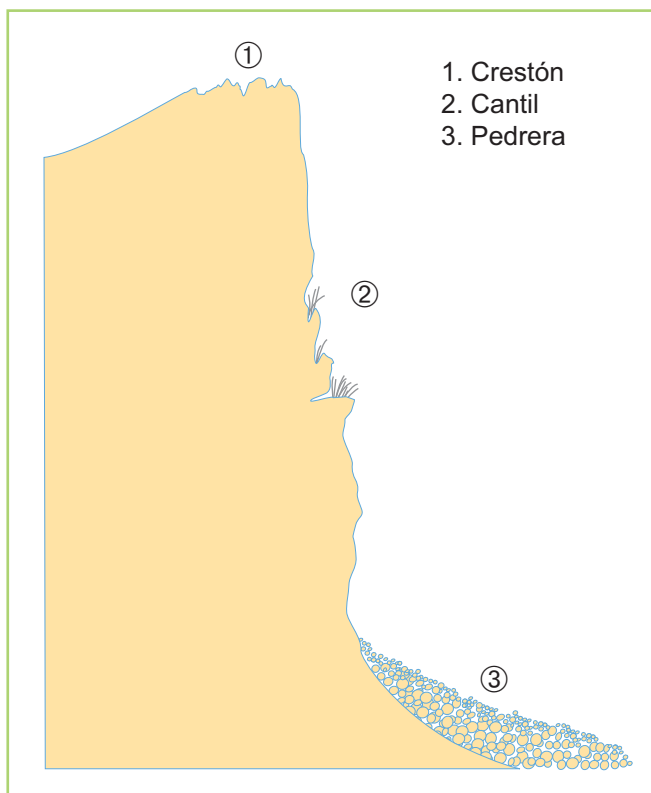 ①
1. Crestón
2. Cantil
3. Pedrera
②
③